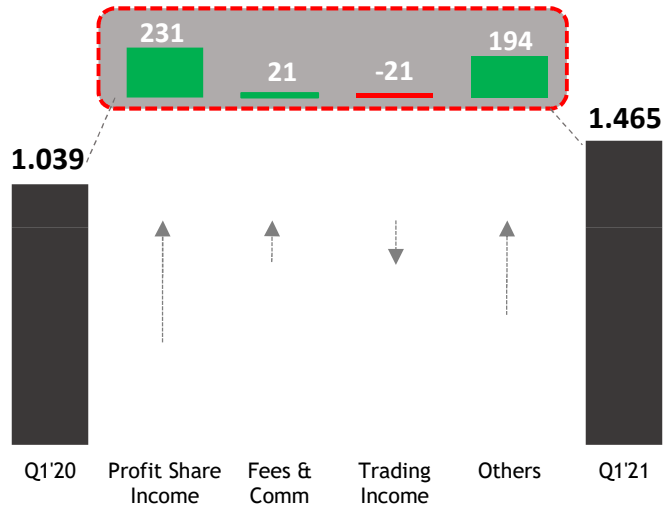 231
21
-21
194
1.039
1.465
Q1'20
Profit Share
Income
Fees &
Comm
Trading
Income
Others
Q1'21